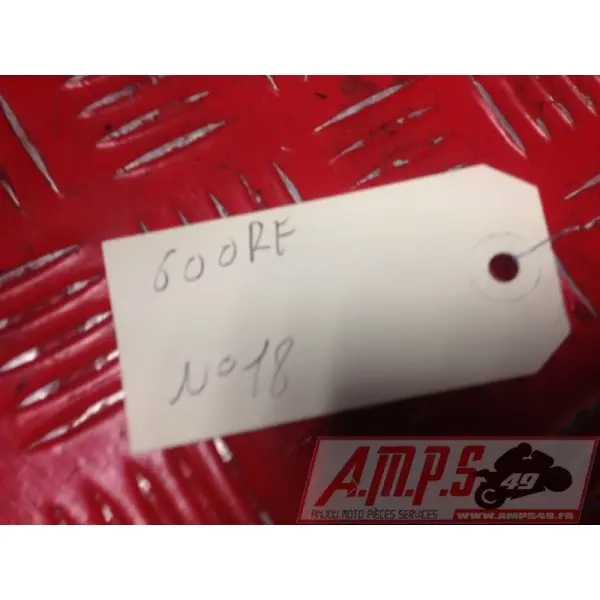 600RF
N°18
A.M.P.S 49
ANJOU MOTO PIÈCES SERVICES
WWW.AMPS49.FR